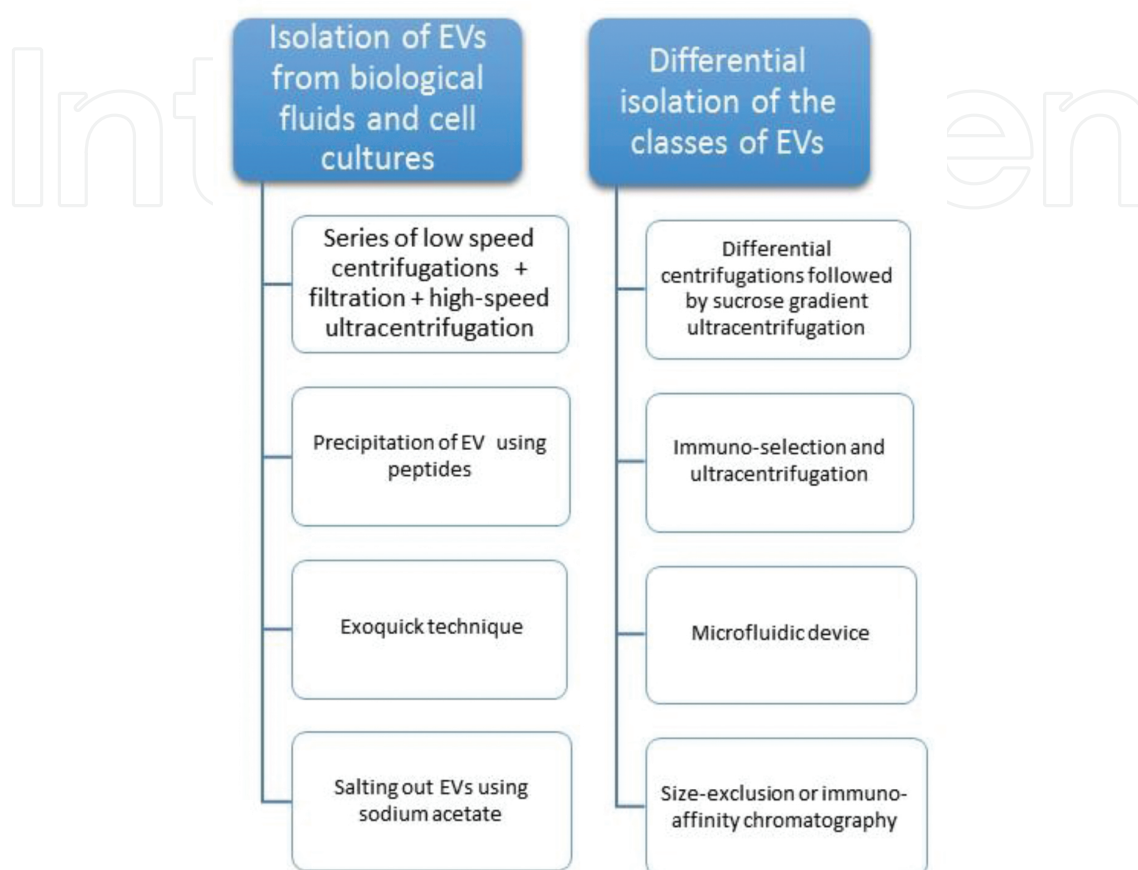 Isolation of EVs
from biological
fluids and cell
cultures
Series of low speed
centrifugations +
filtration + high-speed
ultracentrifugation
Precipitation of EV using
peptides
Exoquick technique
Salting out EVs using
sodium acetate
Differential
isolation of the
classes of EVs
Differential
centrifugations followed
by sucrose gradient
ultracentrifugation
Immuno-selection and
ultracentrifugation
Microfluidic device
Size-exclusion or immuno-
affinity chromatography